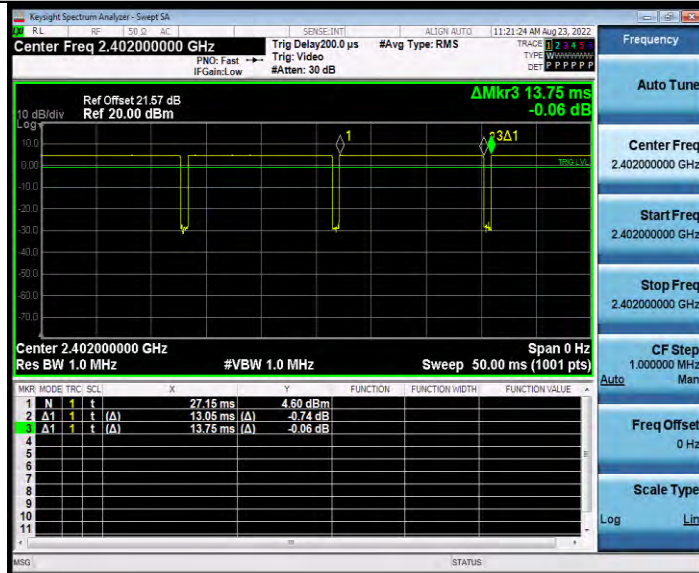 Keysight Spectrum Analyzer - Swept SA
RL RF 50 Ω AC SENSE:INT ALIGN AUTO 11:21:24 AM Aug 23, 2022
Center Freq 2.402000000 GHz
PNO: Fast
IFGain:Low
Trig Delay200.0 µs
Trig: Video
#Atten: 30 dB
#Avg Type: RMS
TRACE 1 2 3 4 5 6
TYPE WWWWWW
DET P P P P P P
ΔMkr3 13.75 ms
-0.06 dB
Ref Offset 21.57 dB
10 dB/div Ref 20.00 dBm
Log
10.0
0.00
-10.0
-20.0
-30.0
-40.0
-50.0
-60.0
-70.0
1
3Δ1
TRG LVL
Center 2.402000000 GHz Span 0 Hz
Res BW 1.0 MHz #VBW 1.0 MHz Sweep 50.00 ms (1001 pts)
MKR MODE TRC SCL X Y FUNCTION FUNCTION WIDTH FUNCTION VALUE
1 N 1 t 27.15 ms 4.60 dBm
2 Δ1 1 t (Δ) 13.05 ms (Δ) -0.74 dB
3 Δ1 1 t (Δ) 13.75 ms (Δ) -0.06 dB
4
5
6
7
8
9
10
11
MSG STATUS
Frequency
Auto Tune
Center Freq
2.402000000 GHz
Start Freq
2.402000000 GHz
Stop Freq
2.402000000 GHz
CF Step
1.000000 MHz
Auto Man
Freq Offset
0 Hz
Scale Type
Log Lin